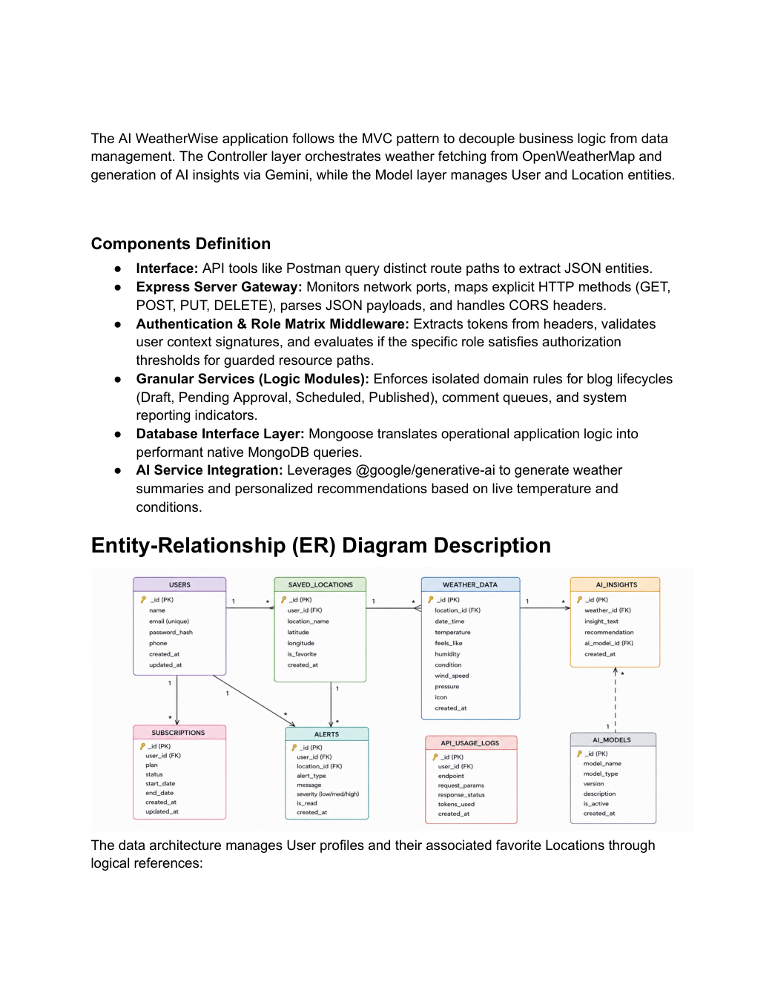 The AI WeatherWise application follows the MVC pattern to decouple business logic from data
management. The Controller layer orchestrates weather fetching from OpenWeatherMap and
generation of AI insights via Gemini, while the Model layer manages User and Location entities.
Components Definition
● Interface: API tools like Postman query distinct route paths to extract JSON entities.
● Express Server Gateway: Monitors network ports, maps explicit HTTP methods (GET,
POST, PUT, DELETE), parses JSON payloads, and handles CORS headers.
● Authentication & Role Matrix Middleware: Extracts tokens from headers, validates
user context signatures, and evaluates if the specific role satisfies authorization
thresholds for guarded resource paths.
● Granular Services (Logic Modules): Enforces isolated domain rules for blog lifecycles
(Draft, Pending Approval, Scheduled, Published), comment queues, and system
reporting indicators.
● Database Interface Layer: Mongoose translates operational application logic into
performant native MongoDB queries.
● AI Service Integration: Leverages @google/generative-ai to generate weather
summaries and personalized recommendations based on live temperature and
conditions.
Entity-Relationship (ER) Diagram Description
USERS
_id (PK)
name
email (unique)
password_hash
phone
created_at
updated_at
1
*
SAVED_LOCATIONS
_id (PK)
user_id (FK)
location_name
latitude
longitude
is_favorite
created_at
1
*
WEATHER_DATA
_id (PK)
location_id (FK)
date_time
temperature
feels_like
humidity
condition
wind_speed
pressure
icon
created_at
1
*
AI_INSIGHTS
_id (PK)
weather_id (FK)
insight_text
recommendation
ai_model_id (FK)
created_at
1
*
1
*
1
*
*
1
SUBSCRIPTIONS
_id (PK)
user_id (FK)
plan
status
start_date
end_date
created_at
updated_at
ALERTS
_id (PK)
user_id (FK)
location_id (FK)
alert_type
message
severity (low/med/high)
is_read
created_at
API_USAGE_LOGS
_id (PK)
user_id (FK)
endpoint
request_params
response_status
tokens_used
created_at
AI_MODELS
_id (PK)
model_name
model_type
version
description
is_active
created_at
The data architecture manages User profiles and their associated favorite Locations through
logical references: